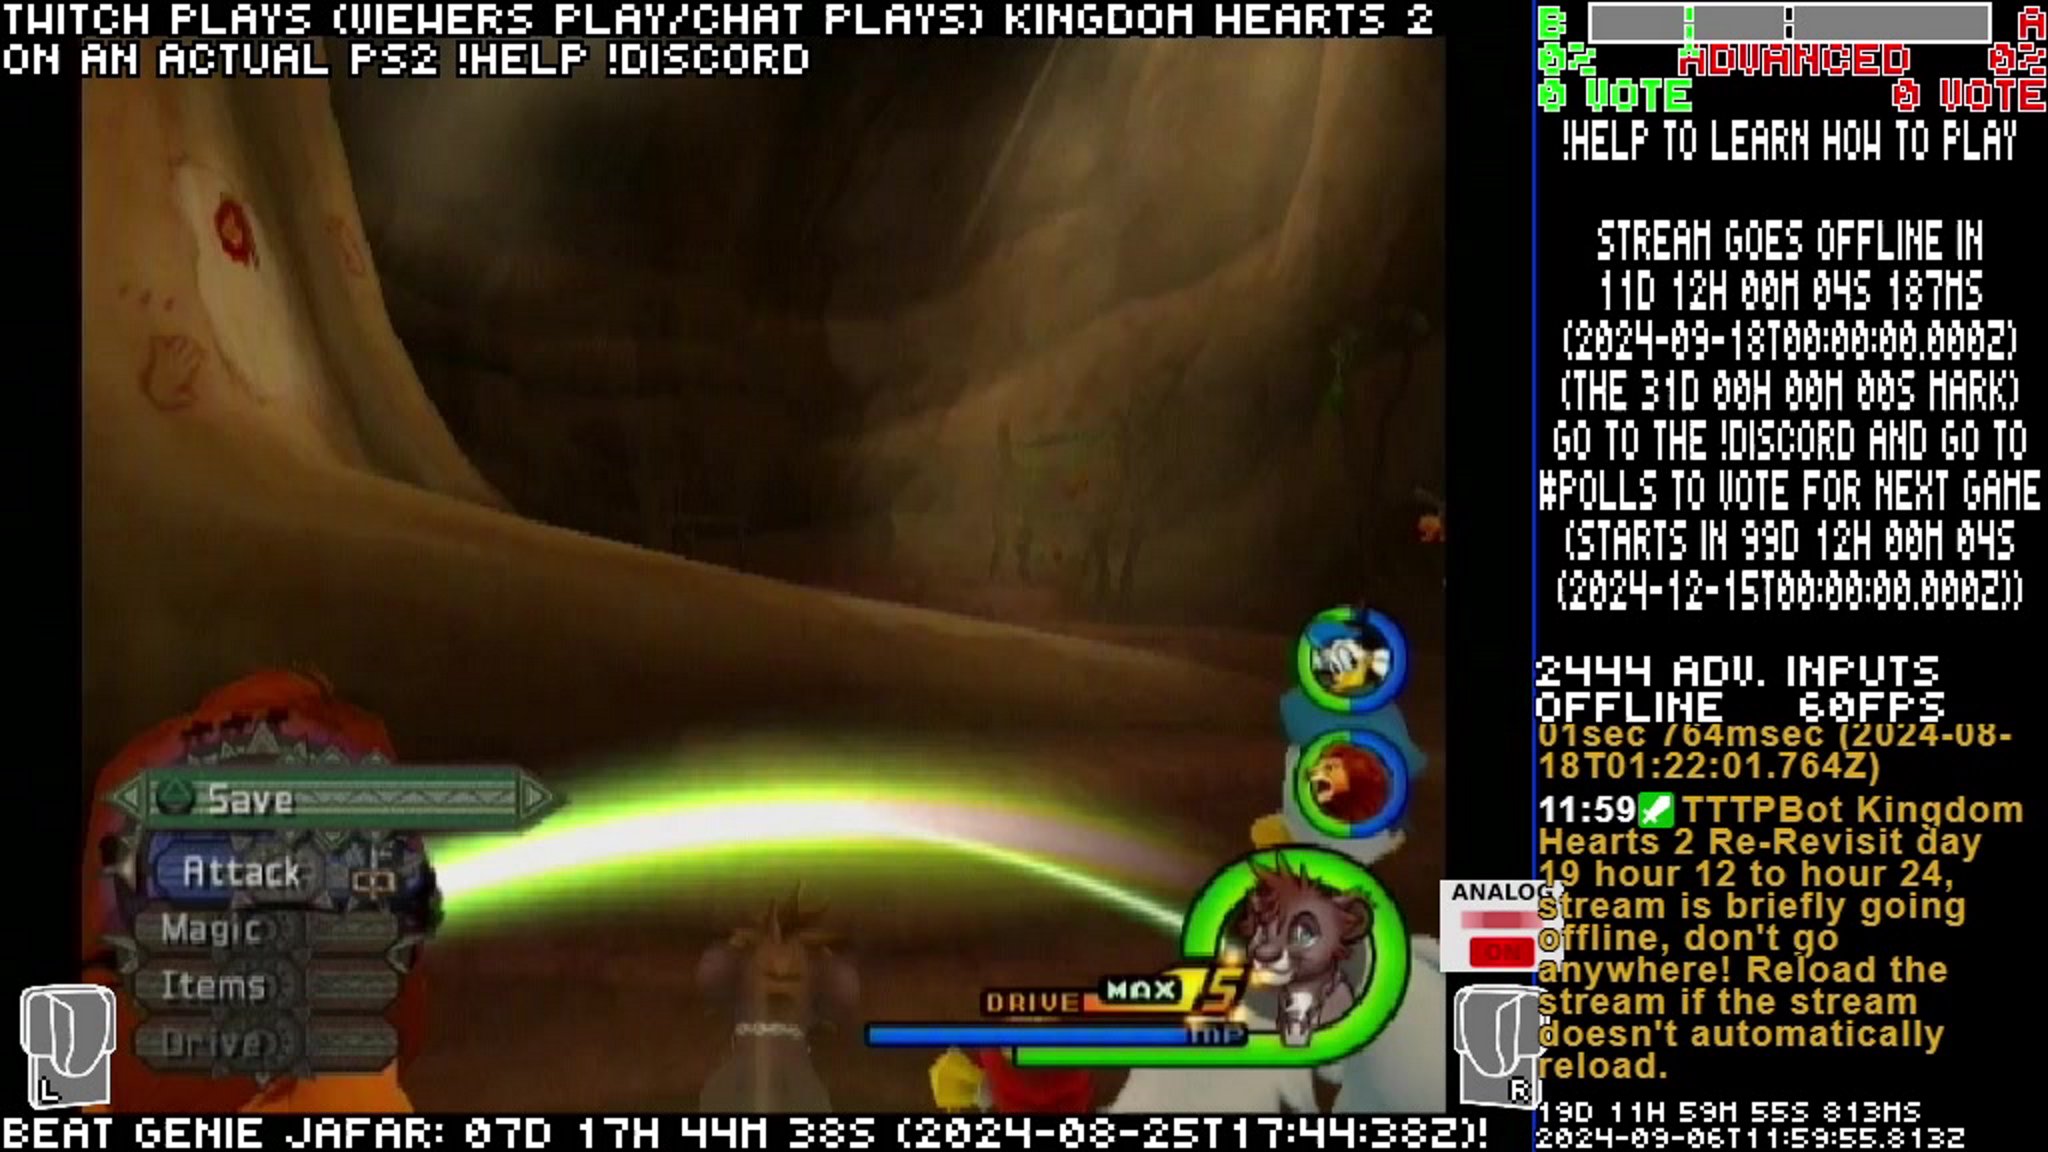 TWITCH PLAYS (VIEWERS PLAY/CHAT PLAYS) KINGDOM HEARTS 2
ON AN ACTUAL PS2 !HELP !DISCORD
B
A
0%
ADVANCED
0%
0 VOTE
0 VOTE
!HELP TO LEARN HOW TO PLAY
STREAM GOES OFFLINE IN
11D 12H 00M 04S 187MS
(2024-09-18T00:00:00.000Z)
(THE 31D 00H 00M 00S MARK)
GO TO THE !DISCORD AND GO TO
#POLLS TO VOTE FOR NEXT GAME
(STARTS IN 99D 12H 00M 04S
(2024-12-15T00:00:00.000Z))
2444 ADV. INPUTS
OFFLINE 60FPS
01sec 764msec (2024-08-
18T01:22:01.764Z)
11:59 TTTPBot Kingdom
Hearts 2 Re-Revisit day
19 hour 12 to hour 24,
stream is briefly going
offline, don't go
anywhere! Reload the
stream if the stream
doesn't automatically
reload.
19D 11H 59M 55S 813MS
2024-09-06T11:59:55.813Z
Save
Attack
Magic
Items
Drive
DRIVE MAX 5
MP
ANALOG
ON
L
R
BEAT GENIE JAFAR: 07D 17H 44M 38S (2024-08-25T17:44:38Z)!